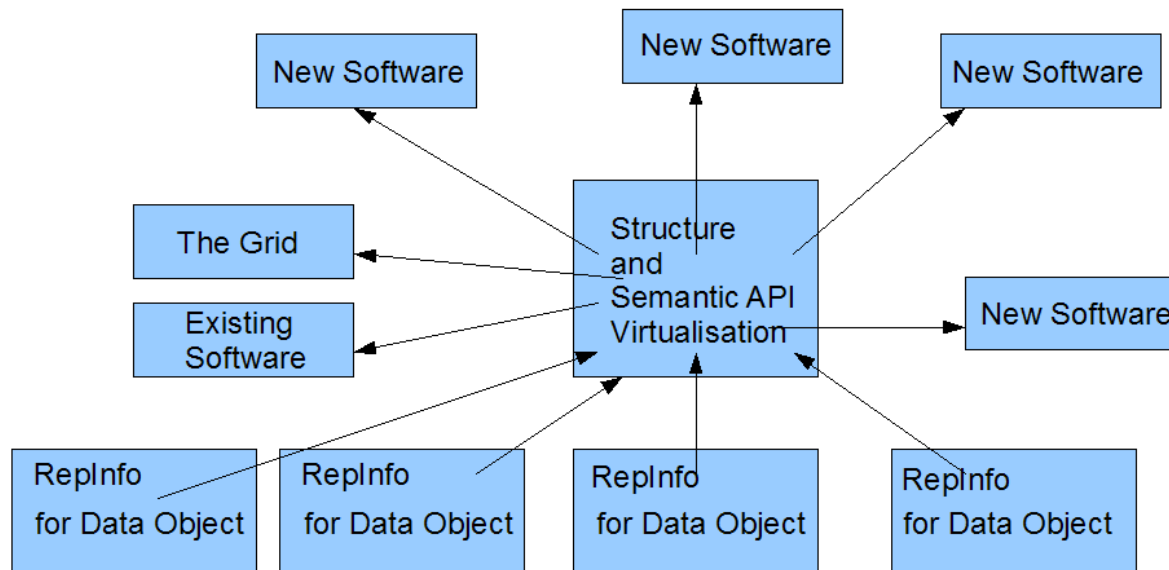 New Software
New Software
New Software
The Grid
Structure
and
Semantic API
Virtualisation
Existing
Software
New Software
RepInfo
for Data Object
RepInfo
for Data Object
RepInfo
for Data Object
RepInfo
for Data Object